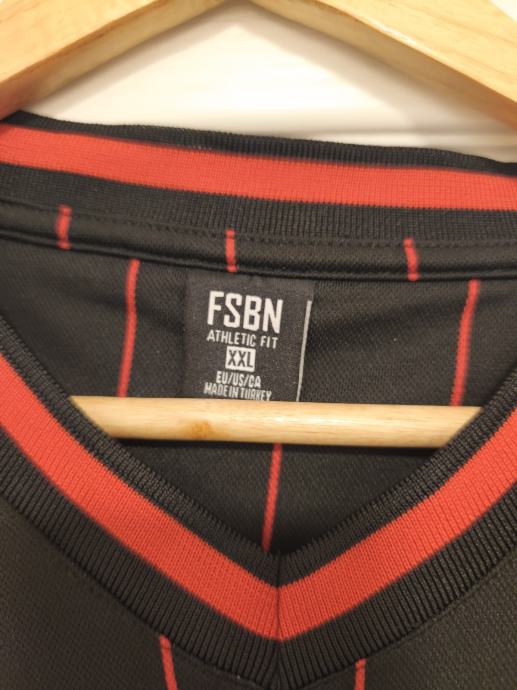 FSBN
ATHLETIC FIT
XXL
EU/US/CA
MADE IN TURKEY